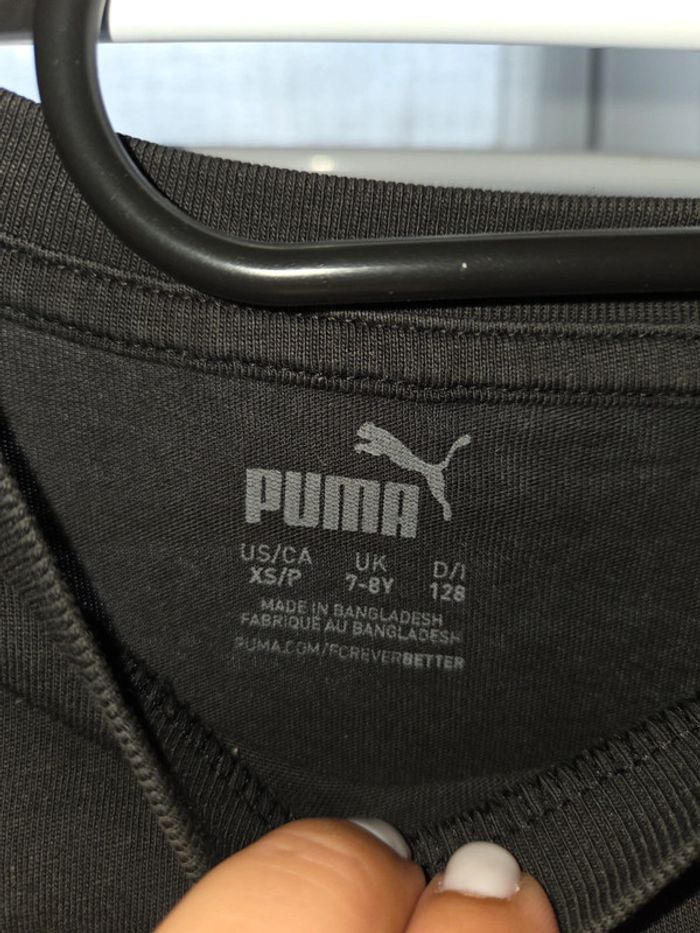 PUMA
US/CA UK D/I
XS/P 7-8Y 128
MADE IN BANGLADESH
FABRIQUÉ AU BANGLADESH
PUMA.COM/FOREVERBETTER